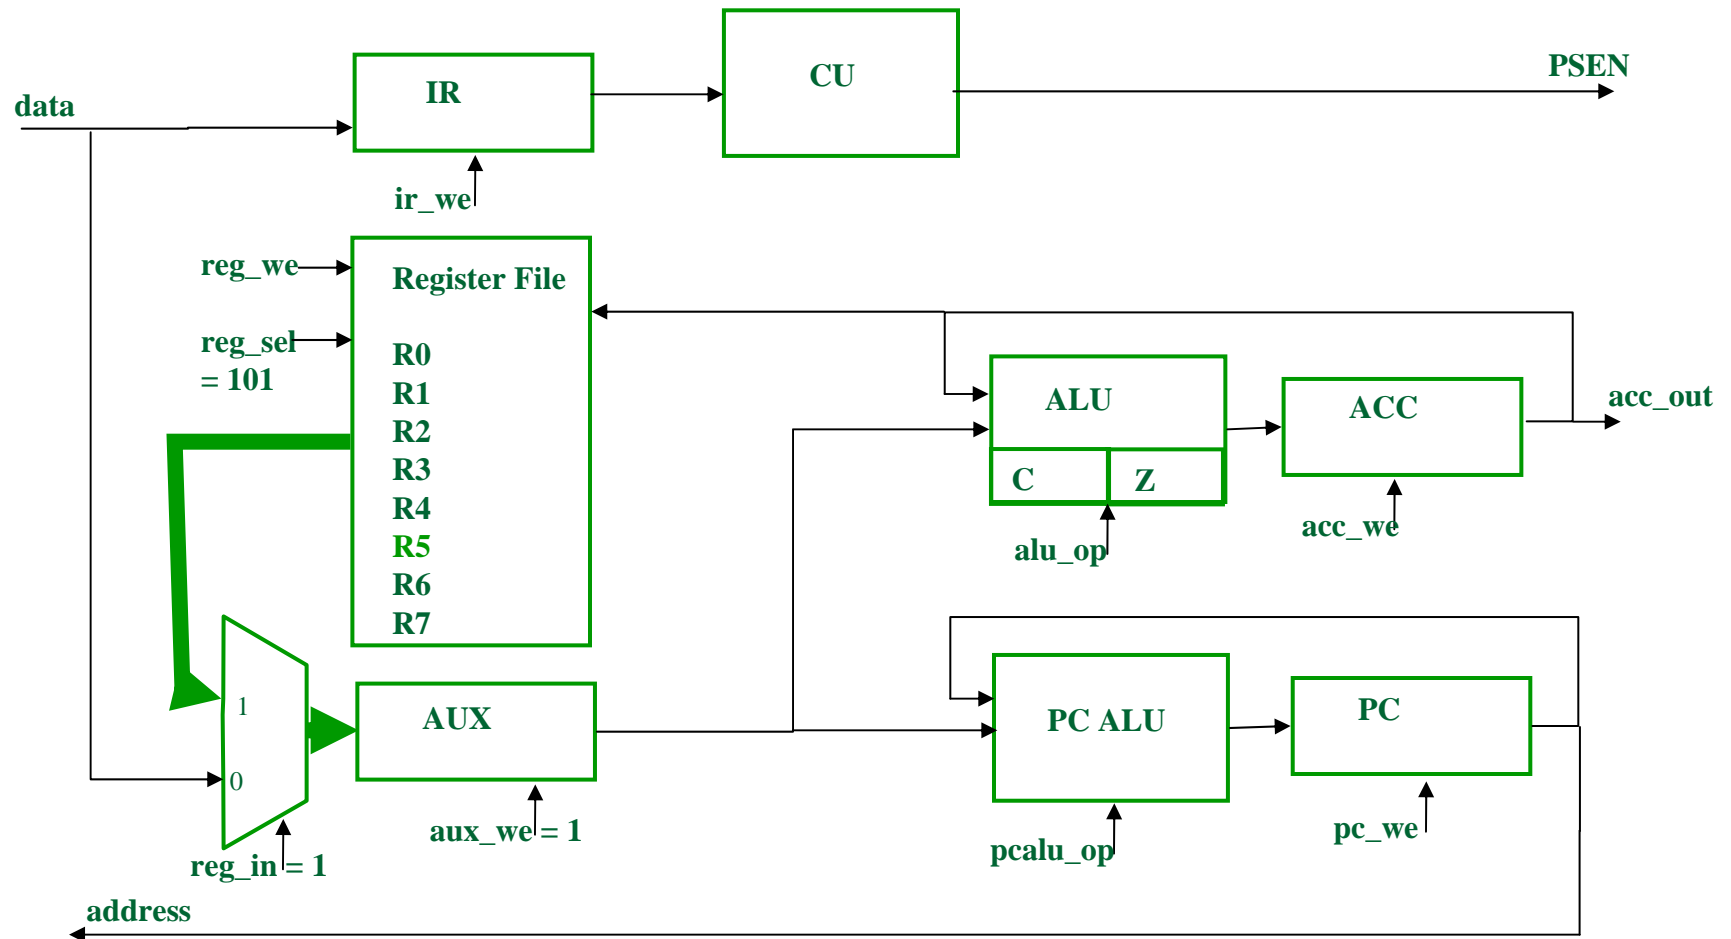 PSEN
CU
IR
data
ir_we
reg_we
Register File
reg_sel
= 101
R0
R1
R2
R3
R4
R5
R6
R7
ALU
ACC
acc_out
C
Z
acc_we
alu_op
1
0
AUX
PC ALU
PC
aux_we = 1
reg_in = 1
pcalu_op
pc_we
address